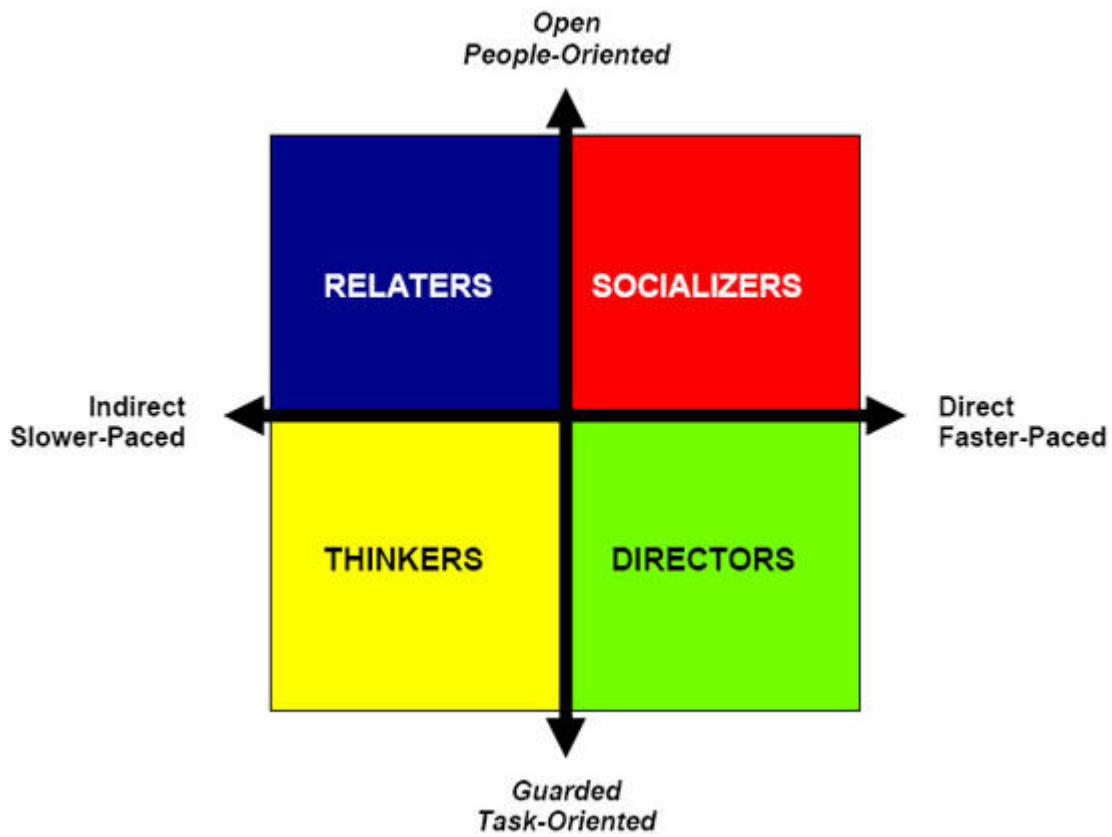 Open
People-Oriented
RELATERS
SOCIALIZERS
Indirect
Slower-Paced
Direct
Faster-Paced
THINKERS
DIRECTORS
Guarded
Task-Oriented